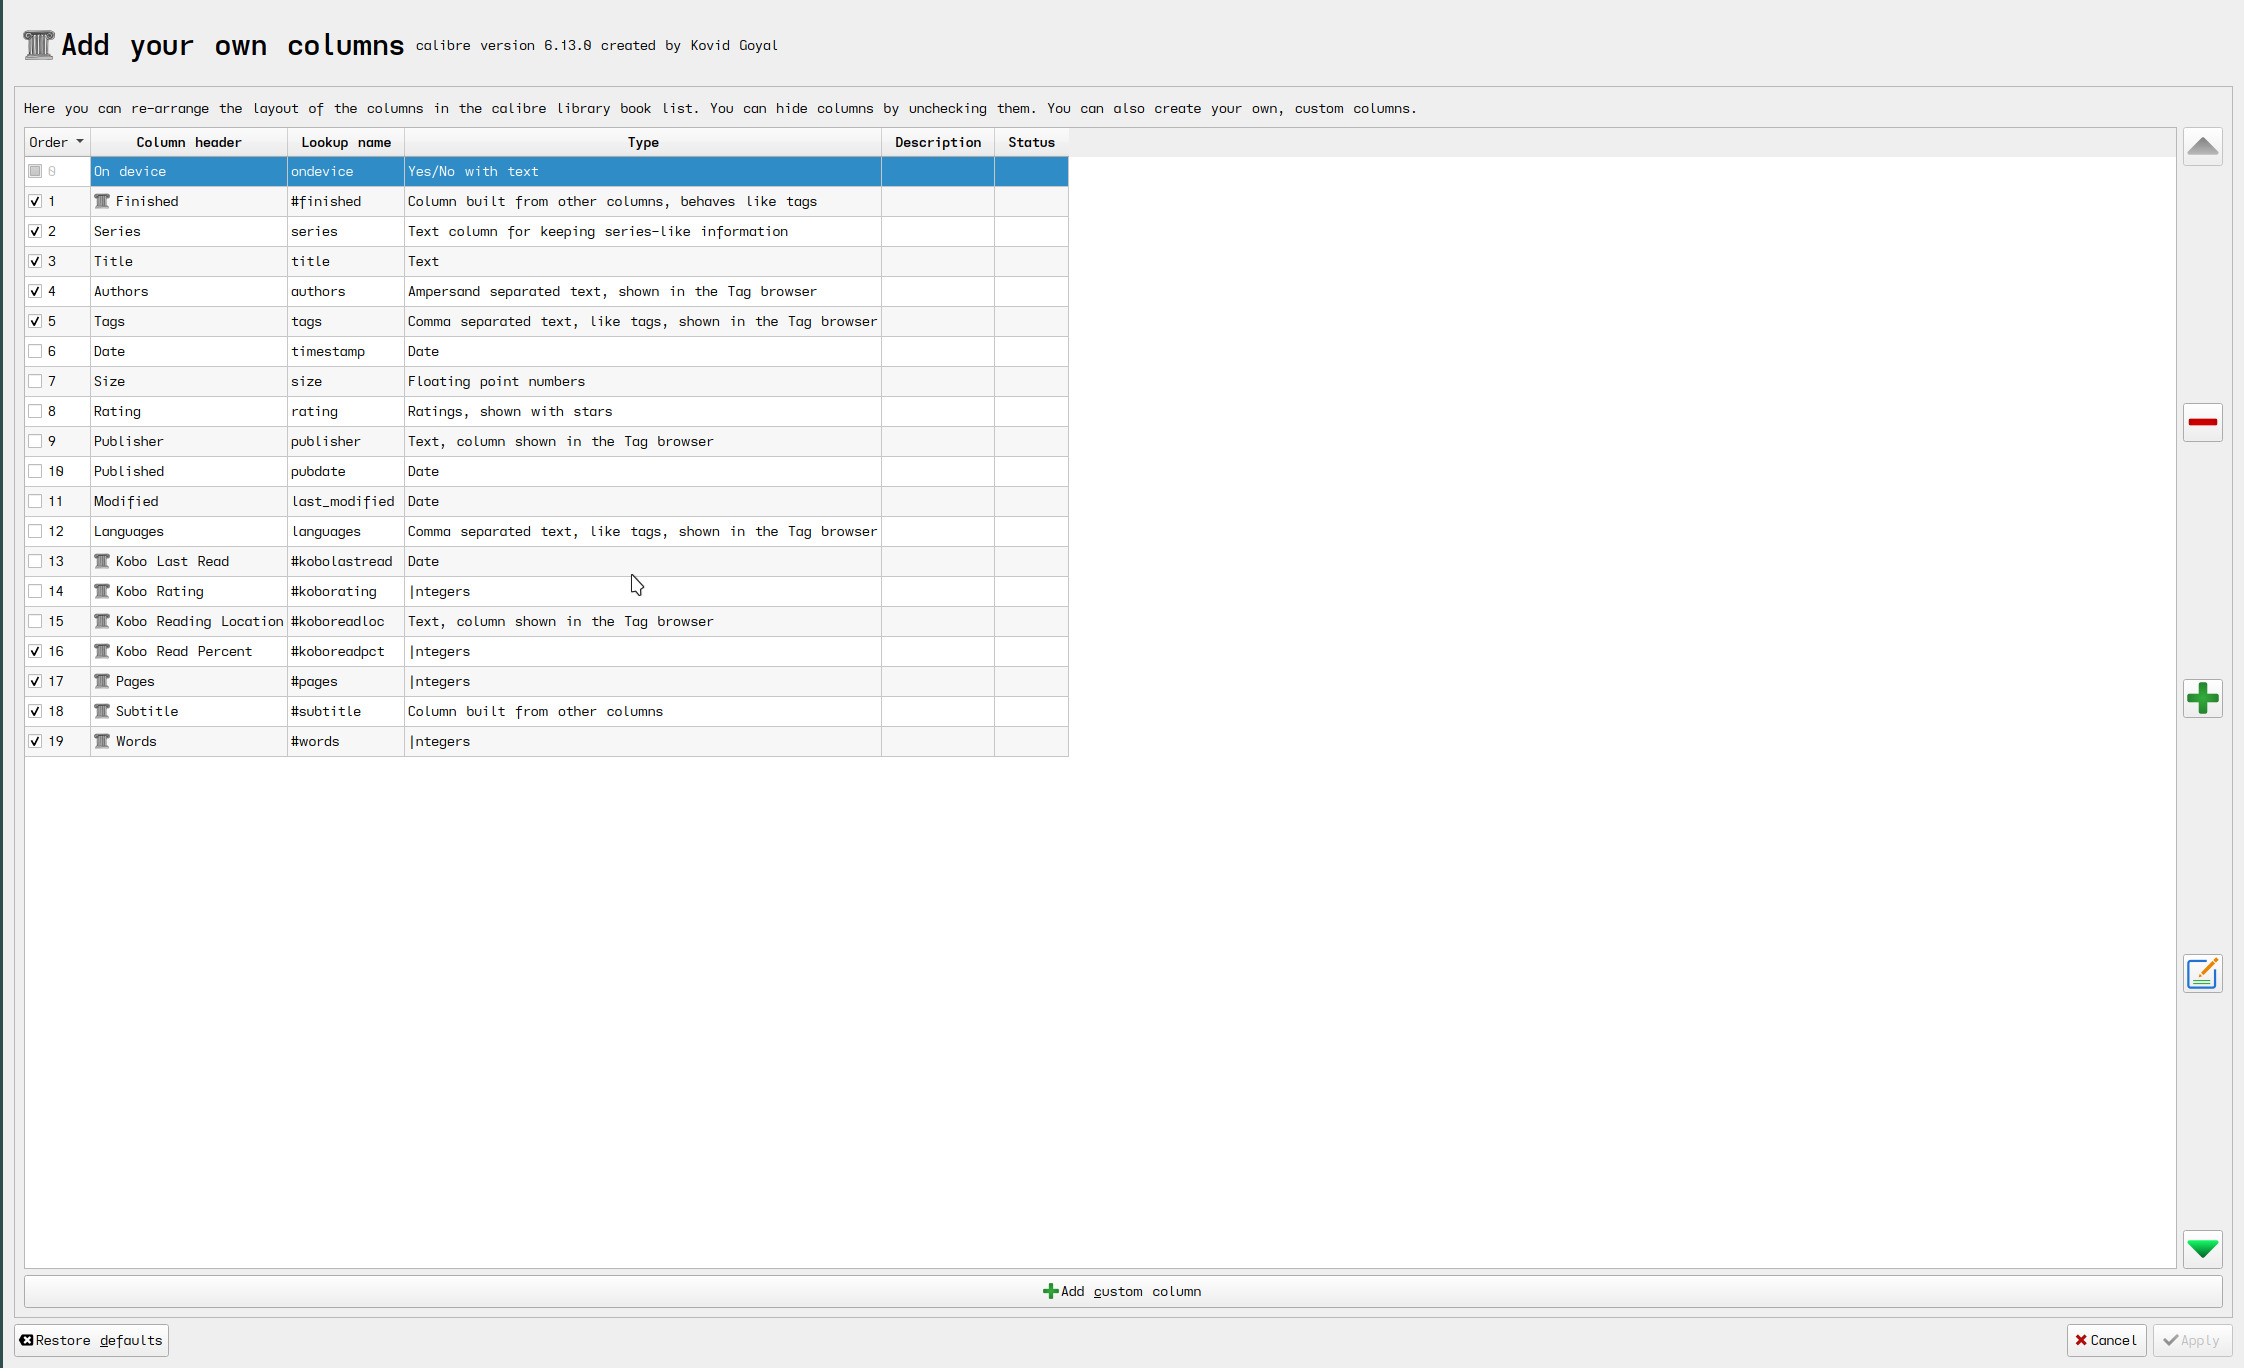 Add your own columns calibre version 6.13.0 created by Kovid Goyal
Here you can re-arrange the layout of the columns in the calibre library book list. You can hide columns by unchecking them. You can also create your own, custom columns.
Order Column header Lookup name Type Description Status
0 On device ondevice Yes/No with text
1 Finished #finished Column built from other columns, behaves like tags
2 Series series Text column for keeping series-like information
3 Title title Text
4 Authors authors Ampersand separated text, shown in the Tag browser
5 Tags tags Comma separated text, like tags, shown in the Tag browser
6 Date timestamp Date
7 Size size Floating point numbers
8 Rating rating Ratings, shown with stars
9 Publisher publisher Text, column shown in the Tag browser
10 Published pubdate Date
11 Modified last_modified Date
12 Languages languages Comma separated text, like tags, shown in the Tag browser
13 Kobo Last Read #kobolastread Date
14 Kobo Rating #koborating Integers
15 Kobo Reading Location #koboreadloc Text, column shown in the Tag browser
16 Kobo Read Percent #koboreadpct Integers
17 Pages #pages Integers
18 Subtitle #subtitle Column built from other columns
19 Words #words Integers
Add custom column
Restore defaults Cancel Apply